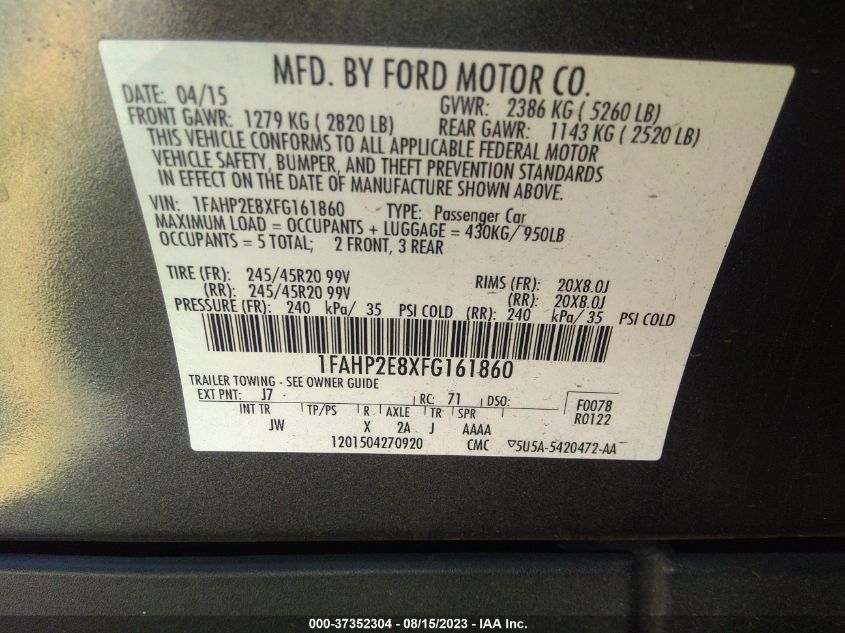 MFD. BY FORD MOTOR CO.
DATE: 04/15 GVWR: 2386 KG ( 5260 LB)
FRONT GAWR: 1279 KG ( 2820 LB) REAR GAWR: 1143 KG ( 2520 LB)
THIS VEHICLE CONFORMS TO ALL APPLICABLE FEDERAL MOTOR
VEHICLE SAFETY, BUMPER, AND THEFT PREVENTION STANDARDS
IN EFFECT ON THE DATE OF MANUFACTURE SHOWN ABOVE.
VIN: 1FAHP2E8XFG161860 TYPE: Passenger Car
MAXIMUM LOAD = OCCUPANTS + LUGGAGE = 430KG/ 950LB
OCCUPANTS = 5 TOTAL; 2 FRONT, 3 REAR
TIRE (FR): 245/45R20 99V RIMS (FR): 20X8.0J
(RR): 245/45R20 99V (RR): 20X8.0J
PRESSURE (FR): 240 kPa/ 35 PSI COLD (RR): 240 kPa/ 35 PSI COLD
1FAHP2E8XFG161860
TRAILER TOWING - SEE OWNER GUIDE
EXT PNT: J7 RC: 71 DSO: F0078
INT TR TP/PS R AXLE TR SPR R0122
JW X 2A J AAAA
1201504270920 CMC ▽5U5A-5420472-AA
000-37352304 - 08/15/2023 - IAA Inc.